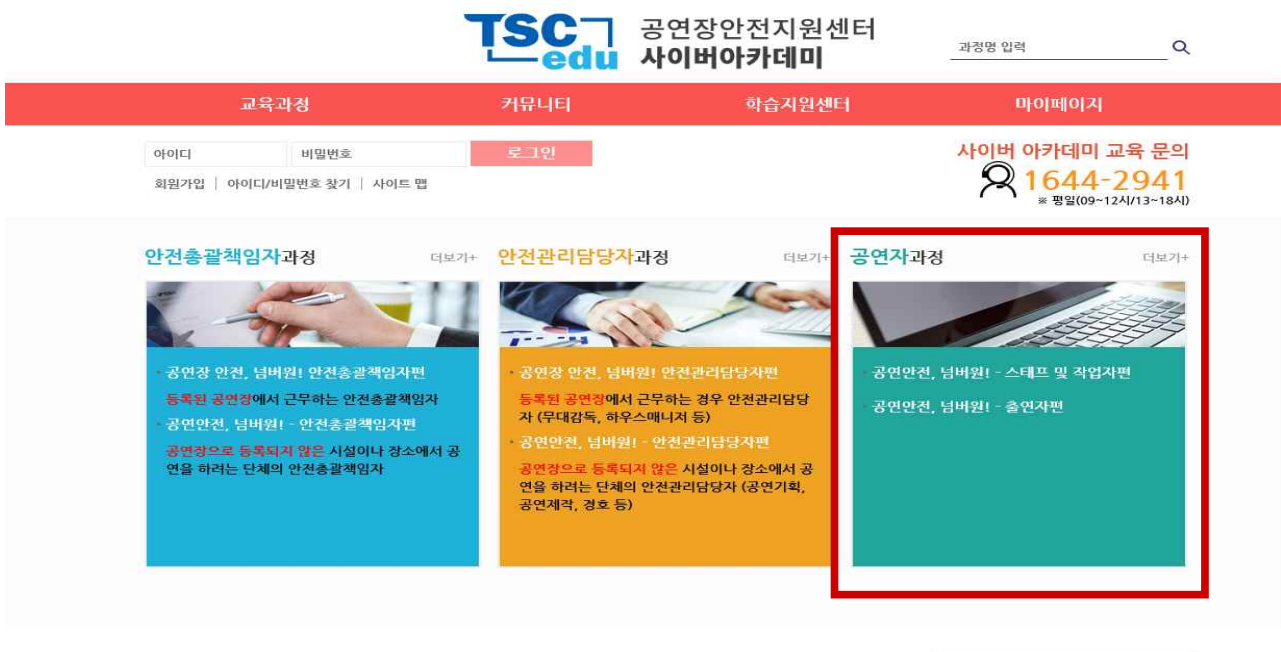 TSC edu
공연장안전지원센터
사이버아카데미
과정명 입력
교육과정 커뮤니티 학습지원센터 마이페이지
아이디 비밀번호 로그인
회원가입 | 아이디/비밀번호 찾기 | 사이트 맵
사이버 아카데미 교육 문의
1644-2941
※ 평일(09~12시/13~18시)
안전총괄책임자과정 더보기+
· 공연장 안전, 넘버원! 안전총괄책임자편
등록된 공연장에서 근무하는 안전총괄책임자
· 공연안전, 넘버원! - 안전총괄책임자편
공연장으로 등록되지 않은 시설이나 장소에서 공
연을 하려는 단체의 안전총괄책임자
안전관리담당자과정 더보기+
· 공연장 안전, 넘버원! 안전관리담당자편
등록된 공연장에서 근무하는 경우 안전관리담당
자 (무대감독, 하우스매니저 등)
· 공연안전, 넘버원! - 안전관리담당자편
공연장으로 등록되지 않은 시설이나 장소에서 공
연을 하려는 단체의 안전관리담당자 (공연기획,
공연제작, 경호 등)
공연자과정 더보기+
· 공연안전, 넘버원! - 스태프 및 작업자편
· 공연안전, 넘버원! - 출연자편